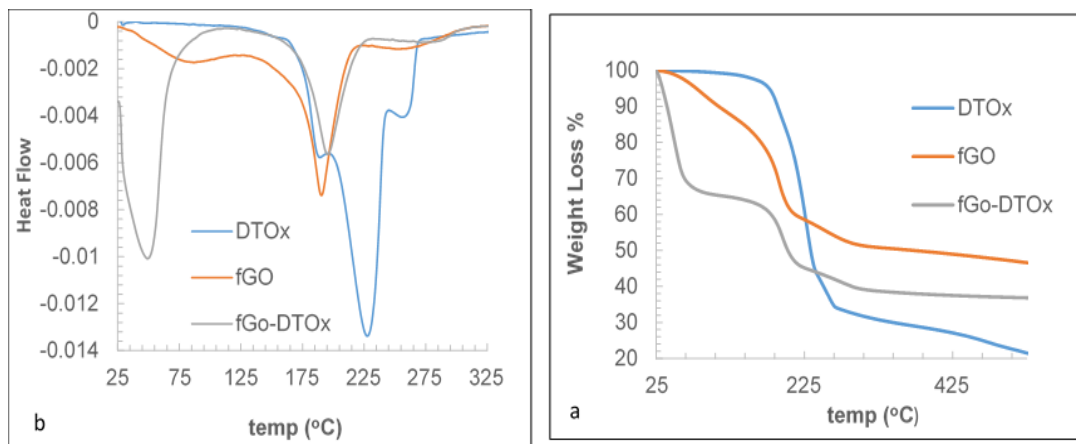 0
-0.002
-0.004
-0.006
-0.008
-0.01
-0.012
-0.014
Heat Flow
DTOx
fGO
fGo-DTOx
25 75 125 175 225 275 325
b
temp (°C)
100
90
80
70
60
50
40
30
20
Weight Loss %
DTOx
fGO
fGo-DTOx
25 225 425
a
temp (°C)